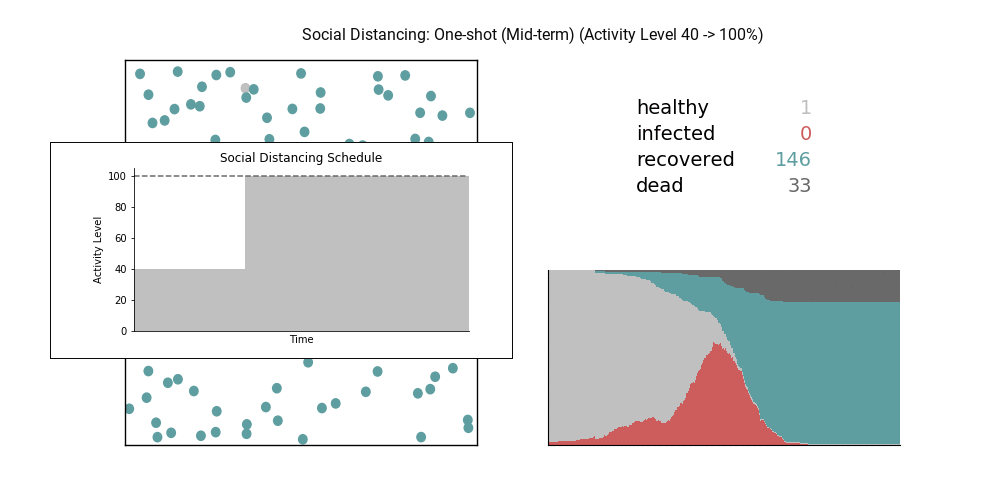 Social Distancing: One-shot (Mid-term) (Activity Level 40 -> 100%)
healthy 1
infected 0
recovered 146
dead 33
Social Distancing Schedule
100
80
60
40
20
0
Activity Level
Time